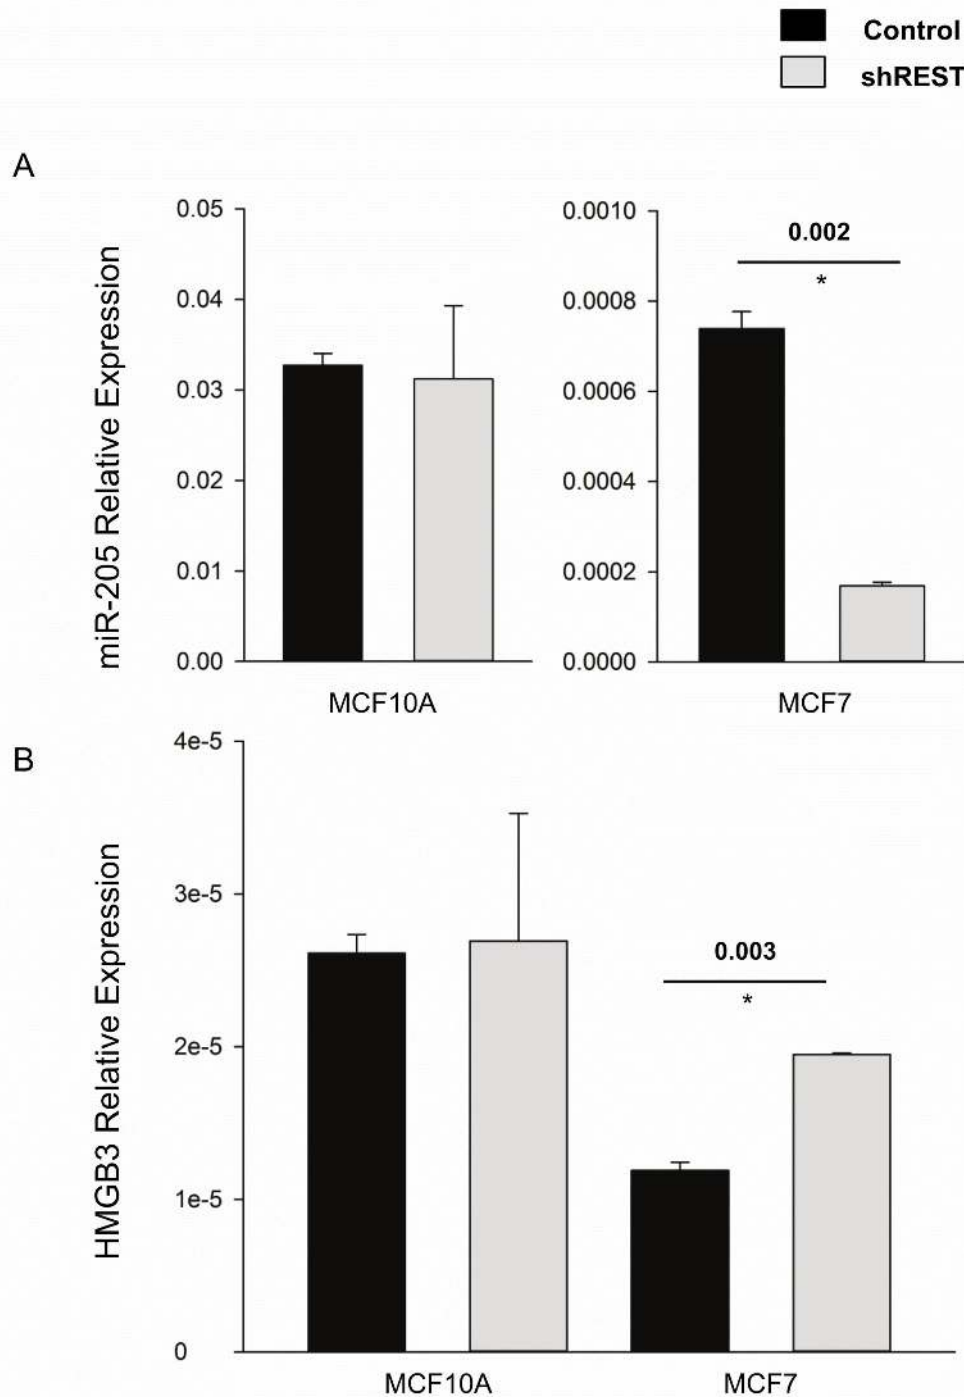 Control
shREST
A
miR-205 Relative Expression
0.05
0.04
0.03
0.02
0.01
0.00
MCF10A
0.0010
0.0008
0.0006
0.0004
0.0002
0.0000
0.002
*
MCF7
B
HMGB3 Relative Expression
4e-5
3e-5
2e-5
1e-5
0
0.003
*
MCF10A
MCF7